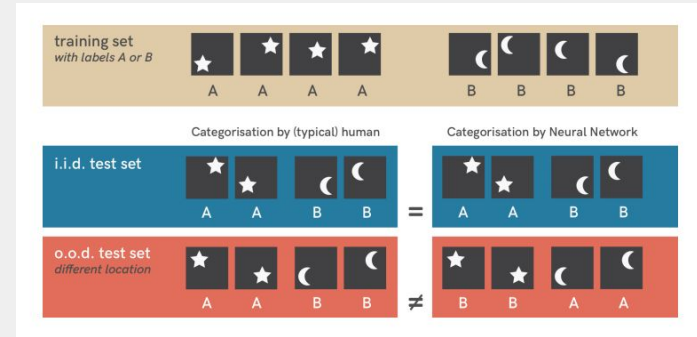 training set
with labels A or B
A A A A B B B B
Categorisation by (typical) human Categorisation by Neural Network
i.i.d. test set
A A B B = A A B B
o.o.d. test set
different location
A A B B ≠ B B A A